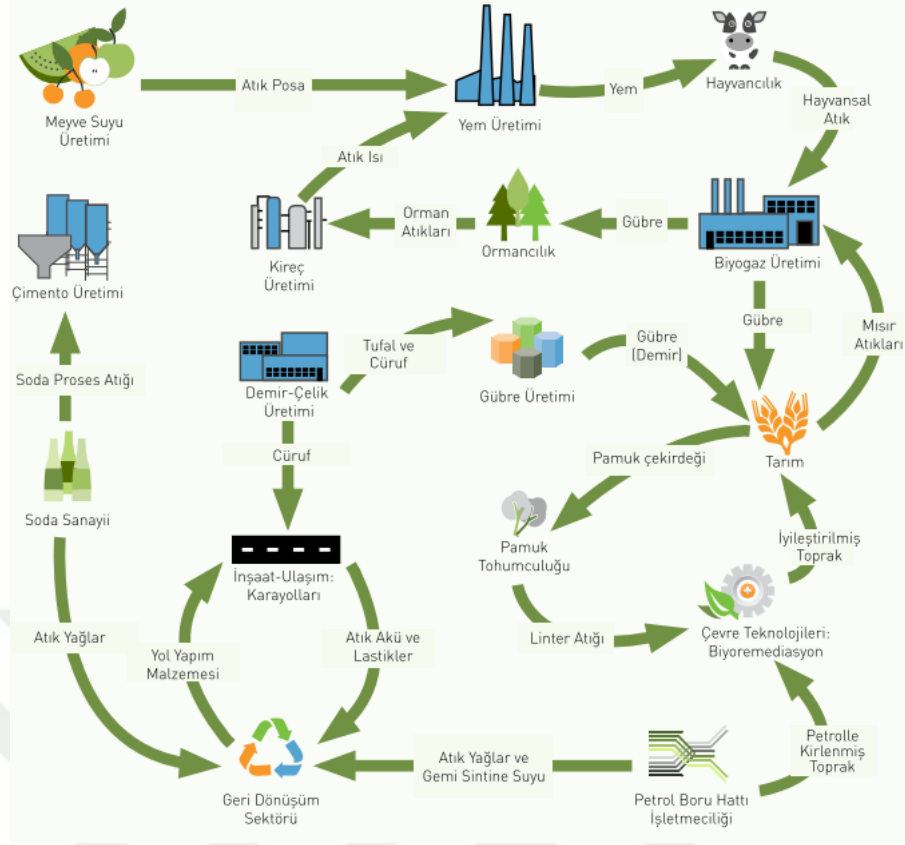 Atık Posa
Meyve Suyu
Üretimi
Yem Üretimi
Yem
Hayvancılık
Hayvansal
Atık
Atık Isı
Çimento Üretimi
Kireç
Üretimi
Orman
Atıkları
Ormancılık
Gübre
Biyogaz Üretimi
Gübre
Mısır
Atıkları
Soda Proses Atığı
Demir-Çelik
Üretimi
Tufal ve
Cüruf
Gübre Üretimi
Gübre
(Demir)
Tarım
Cüruf
Pamuk çekirdeği
Soda Sanayii
İnşaat-Ulaşım:
Karayolları
Pamuk
Tohumculuğu
İyileştirilmiş
Toprak
Atık Yağlar
Yol Yapım
Malzemesi
Atık Akü ve
Lastikler
Linter Atığı
Çevre Teknolojileri:
Biyoremediasyon
Geri Dönüşüm
Sektörü
Atık Yağlar ve
Gemi Sintine Suyu
Petrol Boru Hattı
İşletmeciliği
Petrolle
Kirlenmiş
Toprak